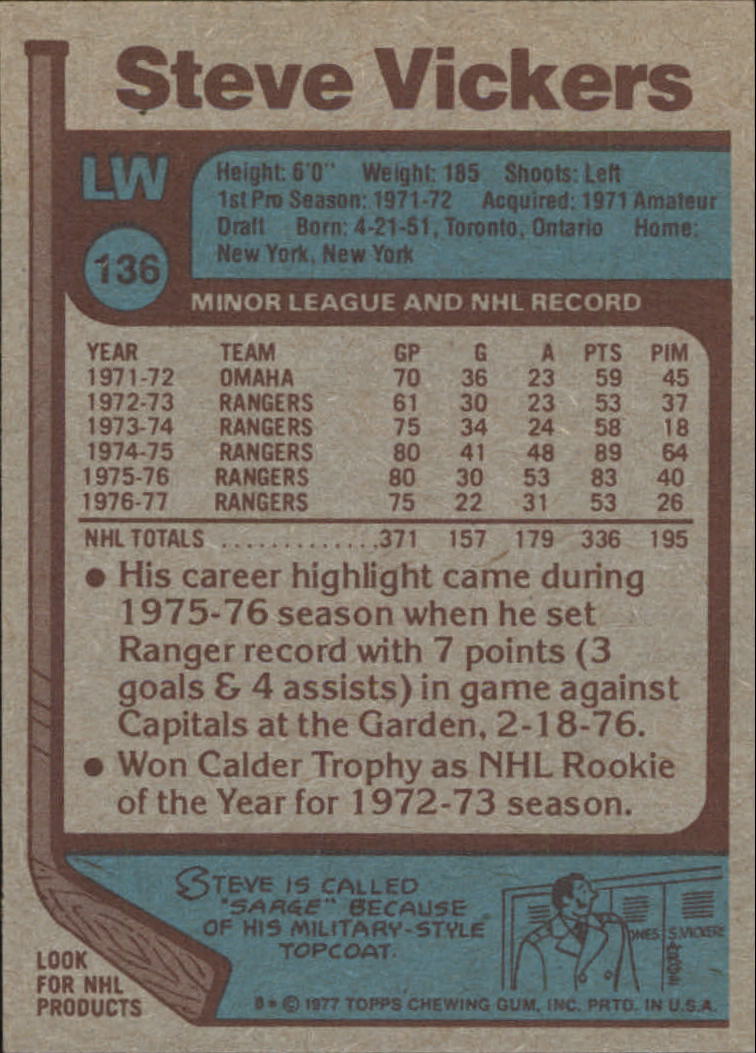 Steve Vickers
LW
136
Height: 6'0" Weight: 185 Shoots: Left
1st Pro Season: 1971-72 Acquired: 1971 Amateur
Draft Born: 4-21-51, Toronto, Ontario Home:
New York, New York
MINOR LEAGUE AND NHL RECORD
YEAR TEAM GP G A PTS PIM
1971-72 OMAHA 70 36 23 59 45
1972-73 RANGERS 61 30 23 53 37
1973-74 RANGERS 75 34 24 58 18
1974-75 RANGERS 80 41 48 89 64
1975-76 RANGERS 80 30 53 83 40
1976-77 RANGERS 75 22 31 53 26
NHL TOTALS .............371 157 179 336 195
● His career highlight came during
1975-76 season when he set
Ranger record with 7 points (3
goals & 4 assists) in game against
Capitals at the Garden, 2-18-76.
● Won Calder Trophy as NHL Rookie
of the Year for 1972-73 season.
STEVE IS CALLED
"SARGE" BECAUSE
OF HIS MILITARY-STYLE
TOPCOAT.
ONES S.VICKERS
LOOK
FOR NHL
PRODUCTS
B* © 1977 TOPPS CHEWING GUM, INC. PRTD. IN U.S.A.